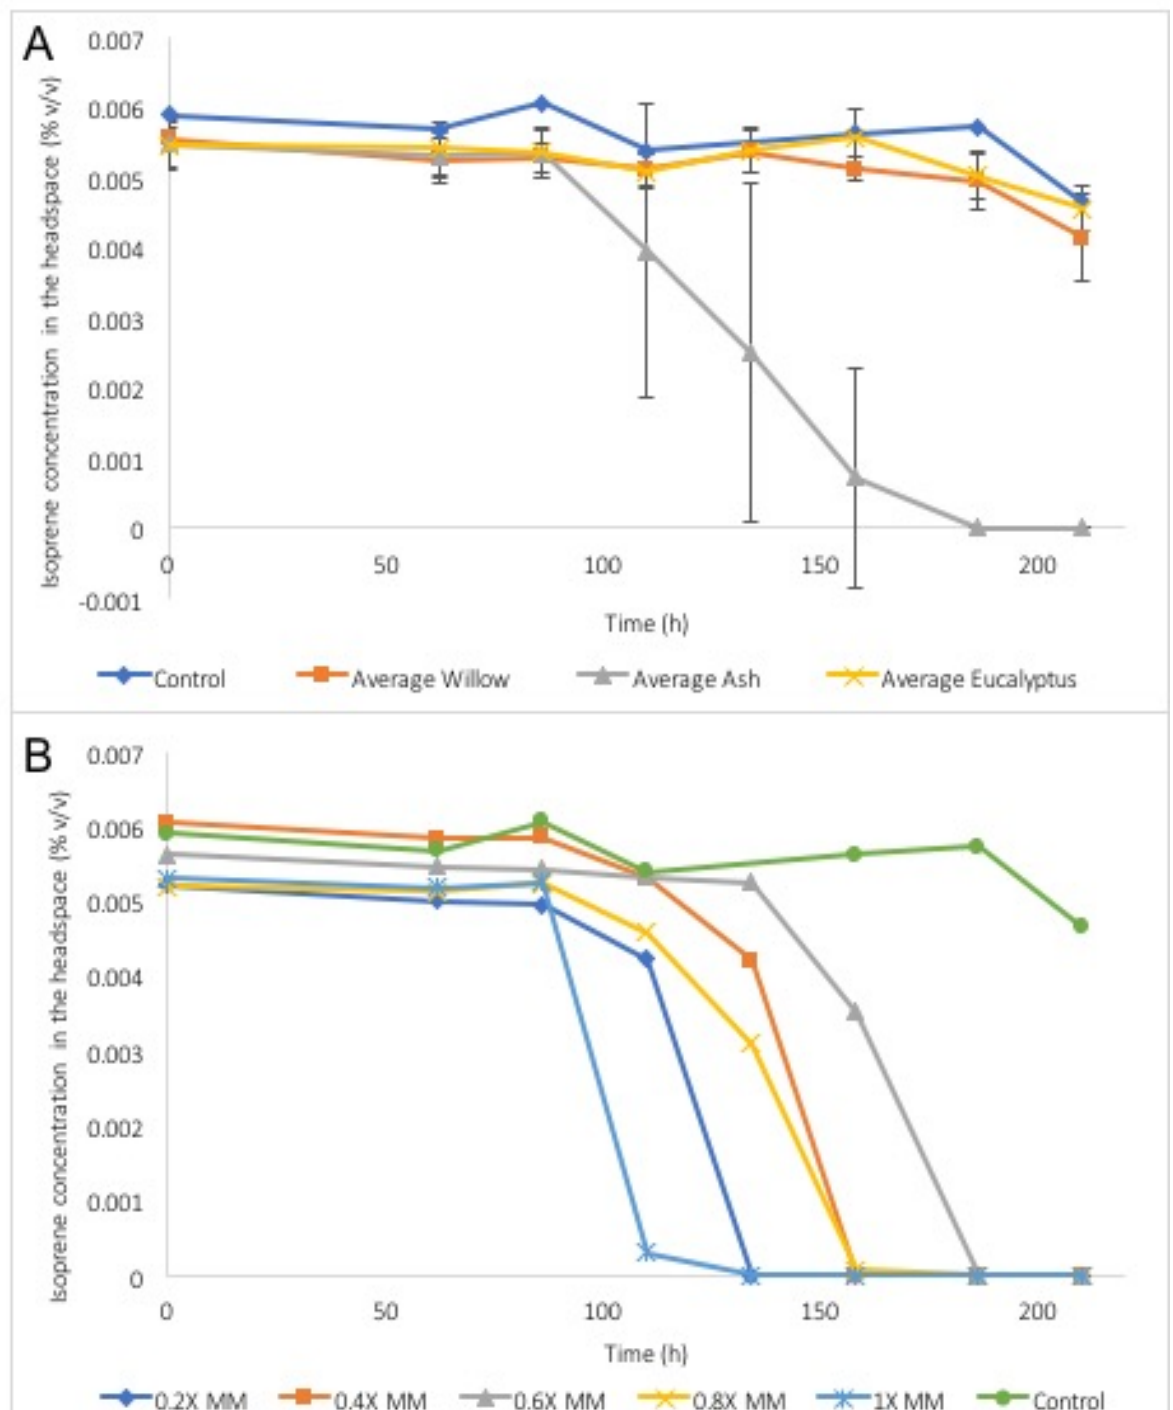 A
Isoprene concentration in the headspace (% v/v)
0.007
0.006
0.005
0.004
0.003
0.002
0.001
0
-0.001
0 50 100 150 200
Time (h)
Control Average Willow Average Ash Average Eucalyptus
B
Isoprene concentration in the headspace (% v/v)
0.007
0.006
0.005
0.004
0.003
0.002
0.001
0
0 50 100 150 200
Time (h)
0.2X MM 0.4X MM 0.6X MM 0.8X MM 1X MM Control